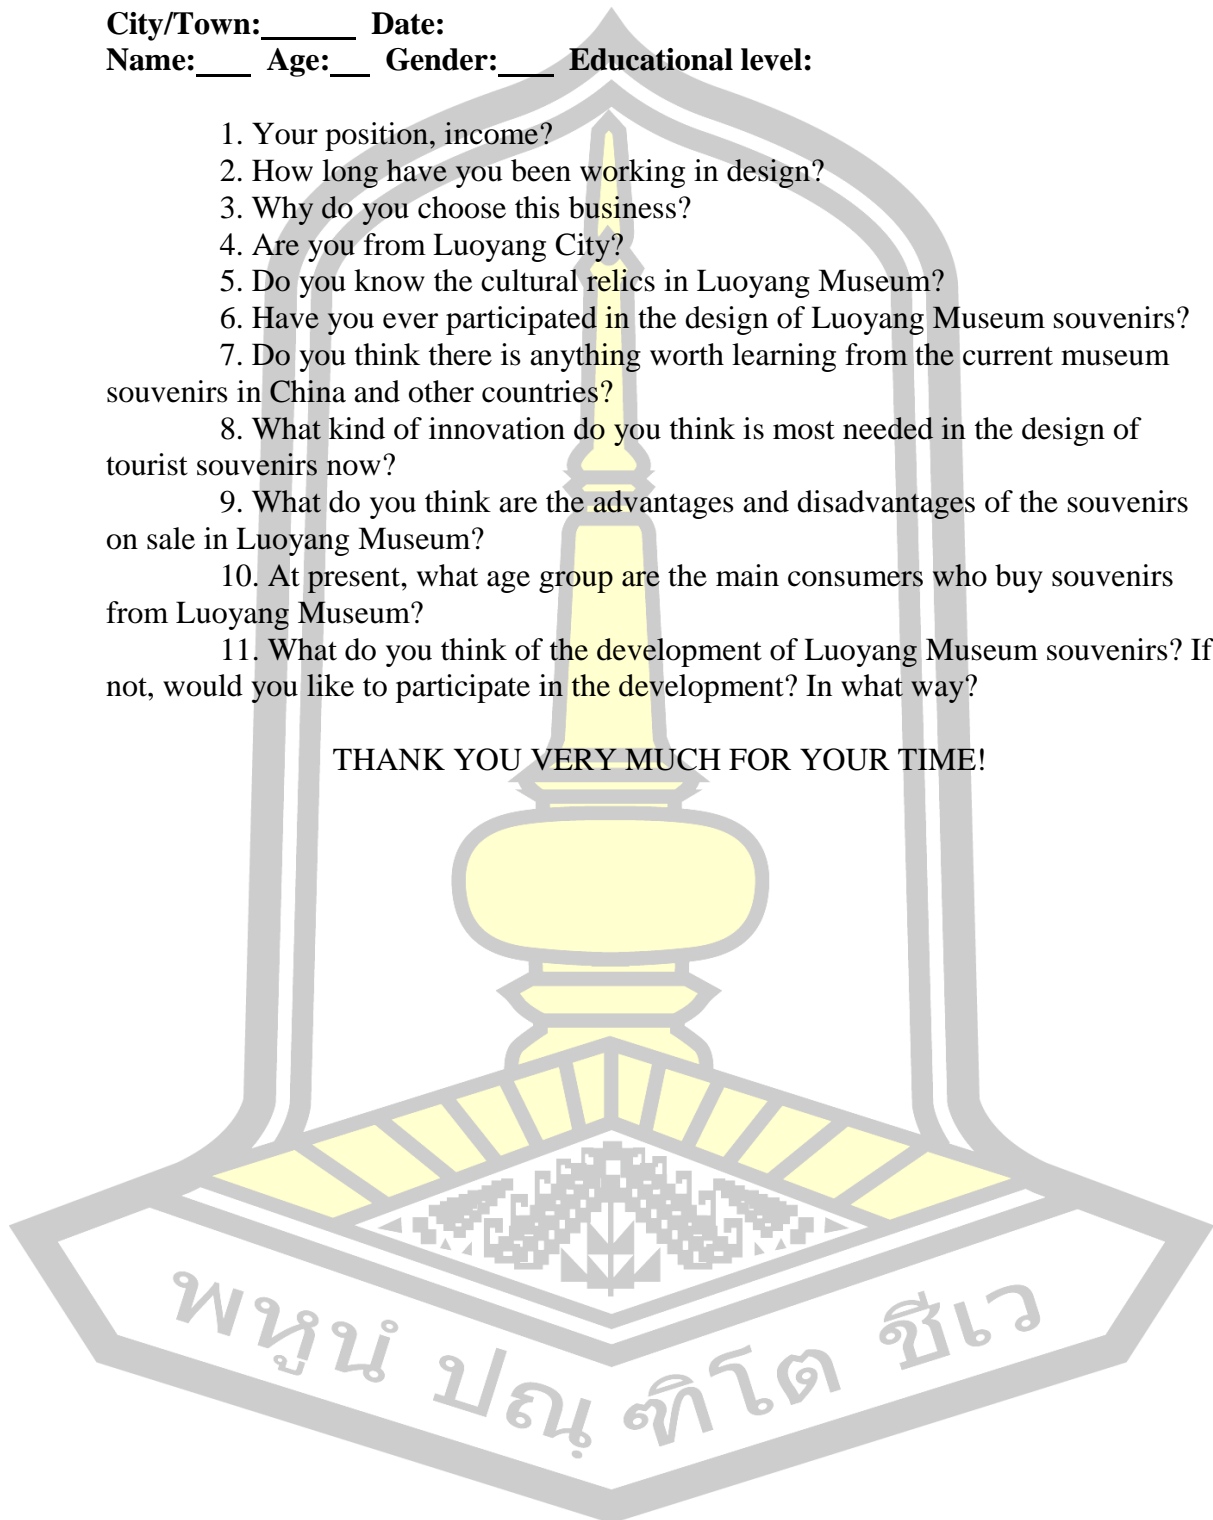 City/Town:______ Date:
Name:___ Age:__ Gender:___ Educational level:
1. Your position, income?
2. How long have you been working in design?
3. Why do you choose this business?
4. Are you from Luoyang City?
5. Do you know the cultural relics in Luoyang Museum?
6. Have you ever participated in the design of Luoyang Museum souvenirs?
7. Do you think there is anything worth learning from the current museum
souvenirs in China and other countries?
8. What kind of innovation do you think is most needed in the design of
tourist souvenirs now?
9. What do you think are the advantages and disadvantages of the souvenirs
on sale in Luoyang Museum?
10. At present, what age group are the main consumers who buy souvenirs
from Luoyang Museum?
11. What do you think of the development of Luoyang Museum souvenirs? If
not, would you like to participate in the development? In what way?
THANK YOU VERY MUCH FOR YOUR TIME!
พหูนํ ปณฺฑิโต ชีเว